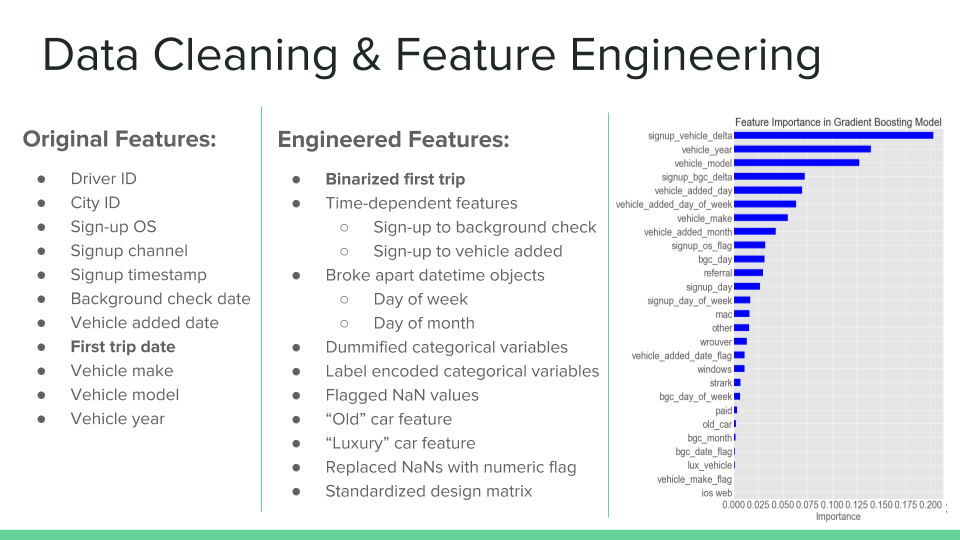 Data Cleaning & Feature Engineering
Original Features:
● Driver ID
● City ID
● Sign-up OS
● Signup channel
● Signup timestamp
● Background check date
● Vehicle added date
● First trip date
● Vehicle make
● Vehicle model
● Vehicle year
Engineered Features:
● Binarized first trip
● Time-dependent features
○ Sign-up to background check
○ Sign-up to vehicle added
● Broke apart datetime objects
○ Day of week
○ Day of month
● Dummified categorical variables
● Label encoded categorical variables
● Flagged NaN values
● “Old” car feature
● “Luxury” car feature
● Replaced NaNs with numeric flag
● Standardized design matrix
Feature Importance in Gradient Boosting Model
signup_vehicle_delta
vehicle_year
vehicle_model
signup_bgc_delta
vehicle_added_day
vehicle_added_day_of_week
vehicle_make
vehicle_added_month
signup_os_flag
bgc_day
referral
signup_day
signup_day_of_week
mac
other
wrouver
vehicle_added_date_flag
windows
strark
bgc_day_of_week
paid
old_car
bgc_month
bgc_date_flag
lux_vehicle
vehicle_make_flag
ios web
0.000 0.025 0.050 0.075 0.100 0.125 0.150 0.175 0.200
Importance